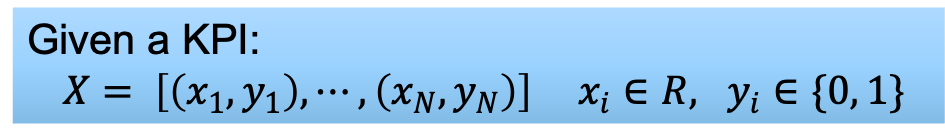 Given a KPI:
X = [(x₁, y₁), ⋯ , (x_N, y_N)] xᵢ ∈ R, yᵢ ∈ {0, 1}